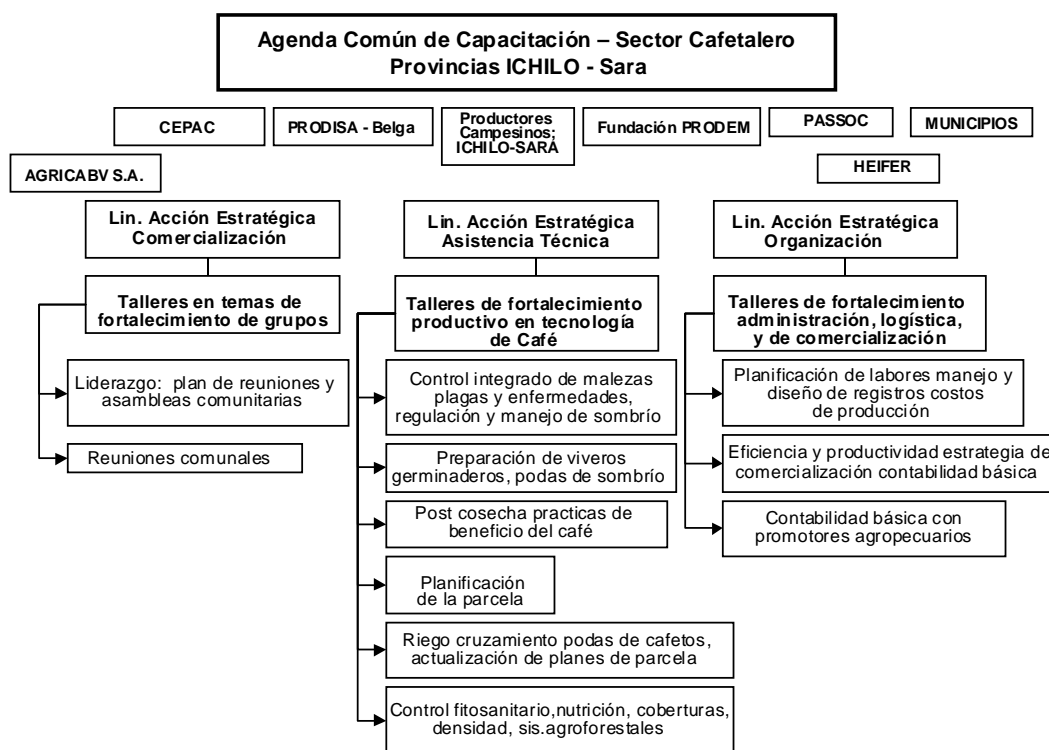 Agenda Común de Capacitación – Sector Cafetalero
Provincias ICHILO - Sara
CEPAC
PRODISA - Belga
Productores
Campesinos;
ICHILO-SARA
Fundación PRODEM
PASSOC
MUNICIPIOS
AGRICABV S.A.
HEIFER
Lin. Acción Estratégica
Comercialización
Talleres en temas de
fortalecimiento de grupos
Liderazgo: plan de reuniones y
asambleas comunitarias
Reuniones comunales
Lin. Acción Estratégica
Asistencia Técnica
Talleres de fortalecimiento
productivo en tecnología
de Café
Control integrado de malezas
plagas y enfermedades,
regulación y manejo de sombrío
Preparación de viveros
germinaderos, podas de sombrío
Post cosecha practicas de
beneficio del café
Planificación
de la parcela
Riego cruzamiento podas de cafetos,
actualización de planes de parcela
Control fitosanitario,nutrición, coberturas,
densidad, sis.agroforestales
Lin. Acción Estratégica
Organización
Talleres de fortalecimiento
administración, logística,
y de comercialización
Planificación de labores manejo y
diseño de registros costos
de producción
Eficiencia y productividad estrategia de
comercialización contabilidad básica
Contabilidad básica con
promotores agropecuarios